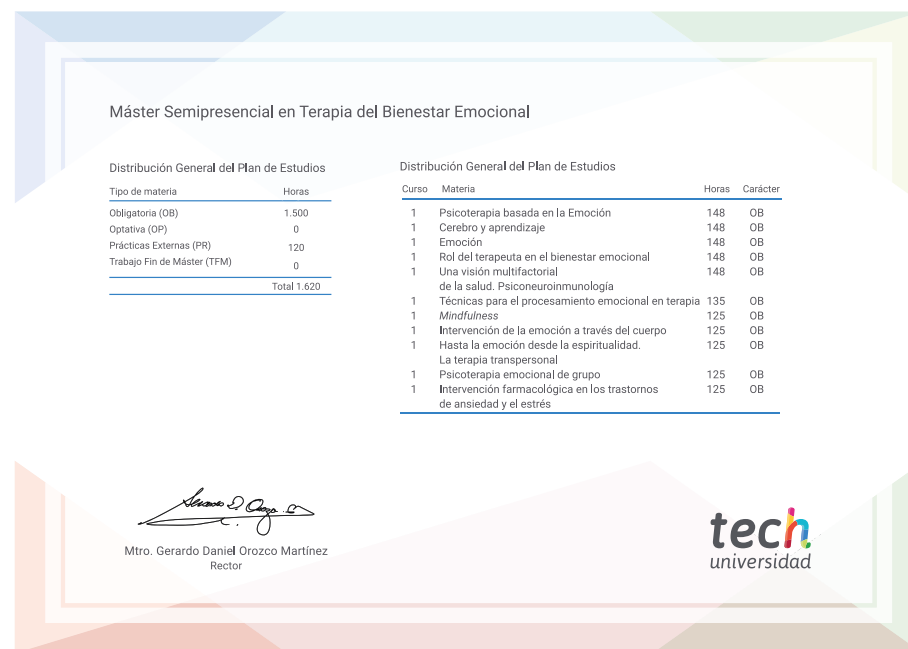 Máster Semipresencial en Terapia del Bienestar Emocional
Distribución General del Plan de Estudios
Tipo de materia Horas
Obligatoria (OB) 1.500
Optativa (OP) 0
Prácticas Externas (PR) 120
Trabajo Fin de Máster (TFM) 0
Total 1.620
Distribución General del Plan de Estudios
Curso Materia Horas Carácter
1 Psicoterapia basada en la Emoción 148 OB
1 Cerebro y aprendizaje 148 OB
1 Emoción 148 OB
1 Rol del terapeuta en el bienestar emocional 148 OB
1 Una visión multifactorial 148 OB
de la salud. Psiconeuroinmunología
1 Técnicas para el procesamiento emocional en terapia 135 OB
1 Mindfulness 125 OB
1 Intervención de la emoción a través del cuerpo 125 OB
1 Hasta la emoción desde la espiritualidad. 125 OB
La terapia transpersonal
1 Psicoterapia emocional de grupo 125 OB
1 Intervención farmacológica en los trastornos 125 OB
de ansiedad y el estrés
Mtro. Gerardo Daniel Orozco Martínez
Rector
tech
universidad